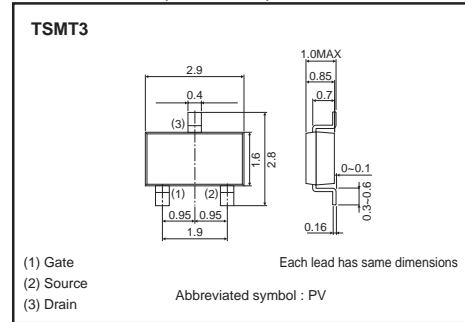 TSMT3
1.0MAX
2.9
0.85
0.4
0.7
(3)
1.6
2.8
0~0.1
(1) (2)
0.3~0.6
0.95 0.95
0.16
1.9
(1) Gate
Each lead has same dimensions
(2) Source
(3) Drain
Abbreviated symbol : PV